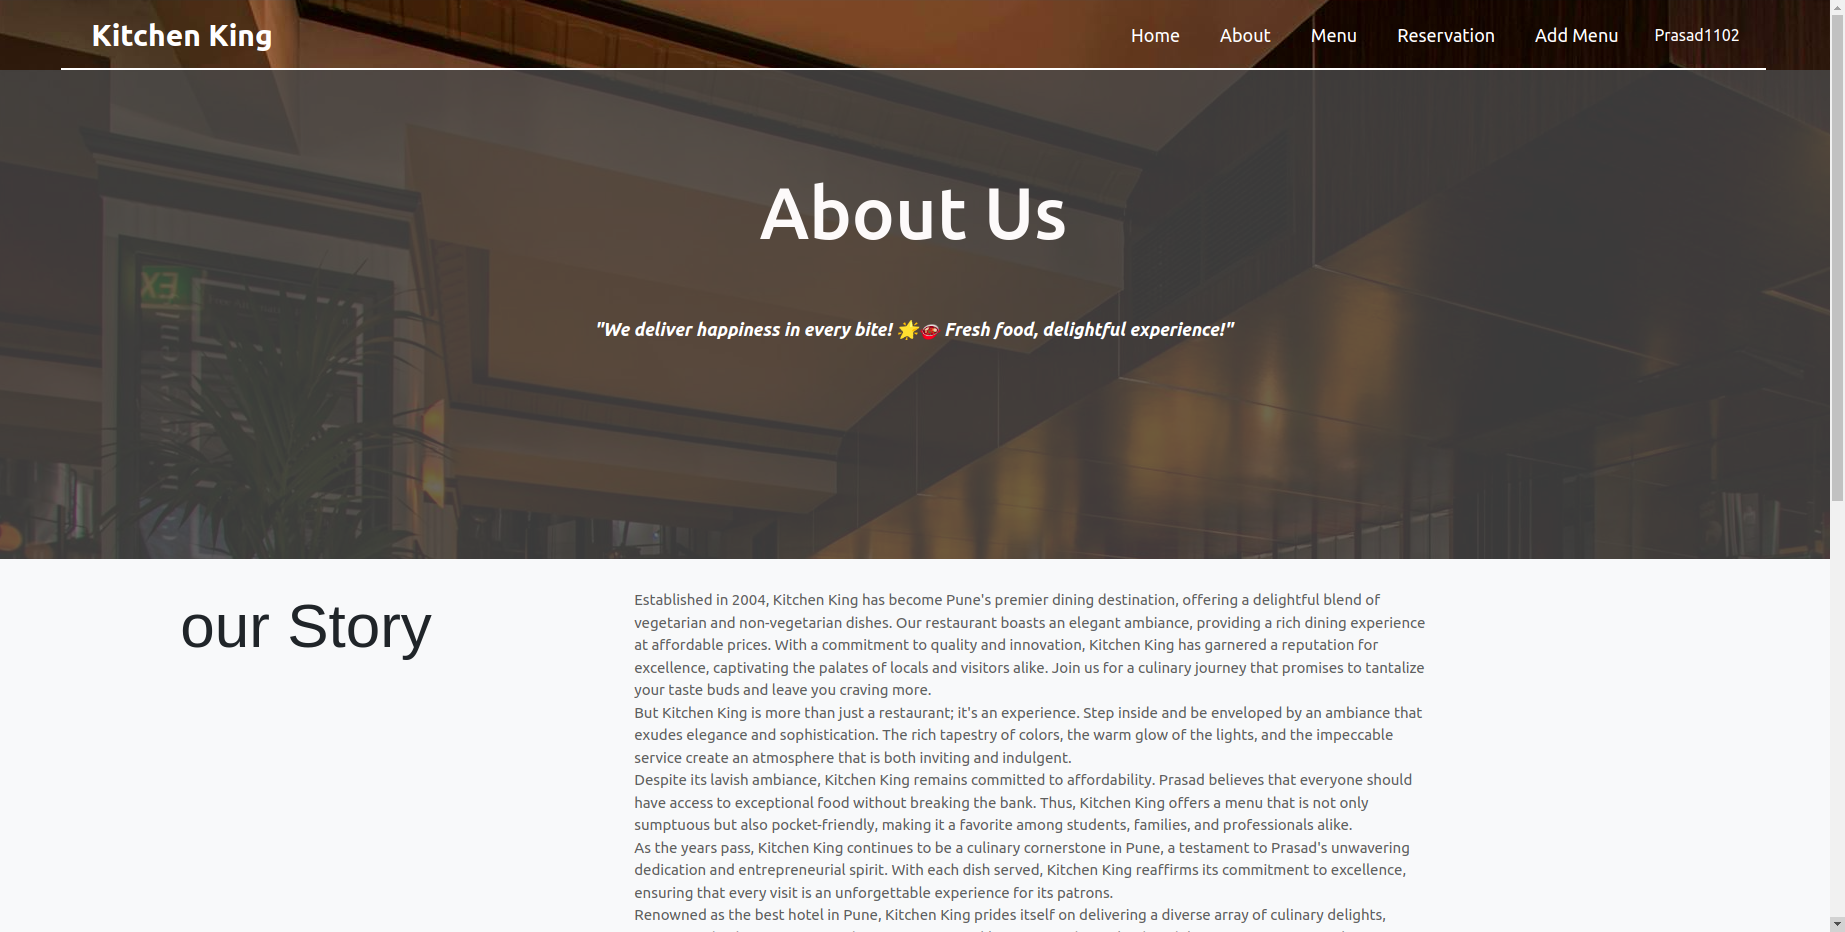 Kitchen King
Home About Menu Reservation Add Menu Prasad1102
About Us
EX
"We deliver happiness in every bite! 🌟🍲 Fresh food, delightful experience!"
our Story
Established in 2004, Kitchen King has become Pune's premier dining destination, offering a delightful blend of
vegetarian and non-vegetarian dishes. Our restaurant boasts an elegant ambiance, providing a rich dining experience
at affordable prices. With a commitment to quality and innovation, Kitchen King has garnered a reputation for
excellence, captivating the palates of locals and visitors alike. Join us for a culinary journey that promises to tantalize
your taste buds and leave you craving more.
But Kitchen King is more than just a restaurant; it's an experience. Step inside and be enveloped by an ambiance that
exudes elegance and sophistication. The rich tapestry of colors, the warm glow of the lights, and the impeccable
service create an atmosphere that is both inviting and indulgent.
Despite its lavish ambiance, Kitchen King remains committed to affordability. Prasad believes that everyone should
have access to exceptional food without breaking the bank. Thus, Kitchen King offers a menu that is not only
sumptuous but also pocket-friendly, making it a favorite among students, families, and professionals alike.
As the years pass, Kitchen King continues to be a culinary cornerstone in Pune, a testament to Prasad's unwavering
dedication and entrepreneurial spirit. With each dish served, Kitchen King reaffirms its commitment to excellence,
ensuring that every visit is an unforgettable experience for its patrons.
Renowned as the best hotel in Pune, Kitchen King prides itself on delivering a diverse array of culinary delights,